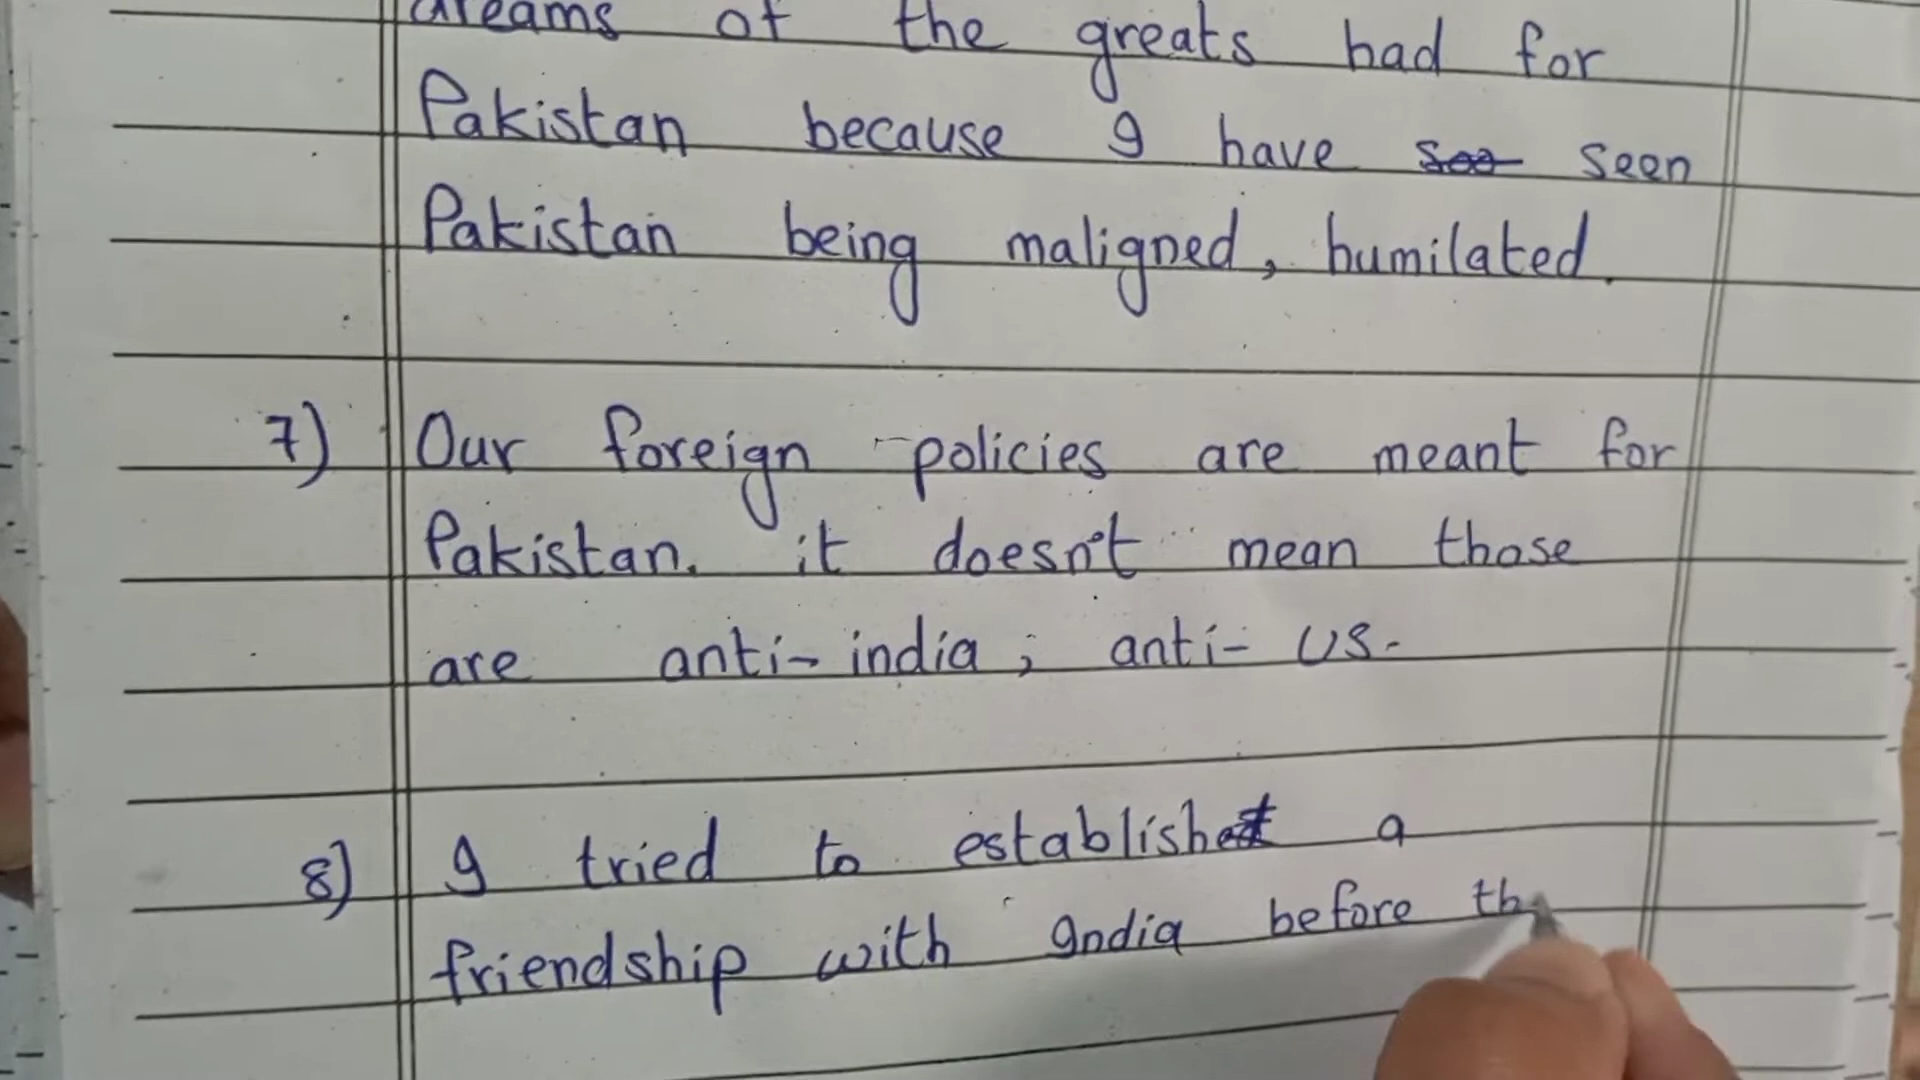 dreams of the greats had for
Pakistan because I have seen
Pakistan being maligned, humilated.
7) Our foreign policies are meant for
Pakistan. it doesn't mean those
are anti- india, anti- US.
8) I tried to establishet a
friendship with India before th